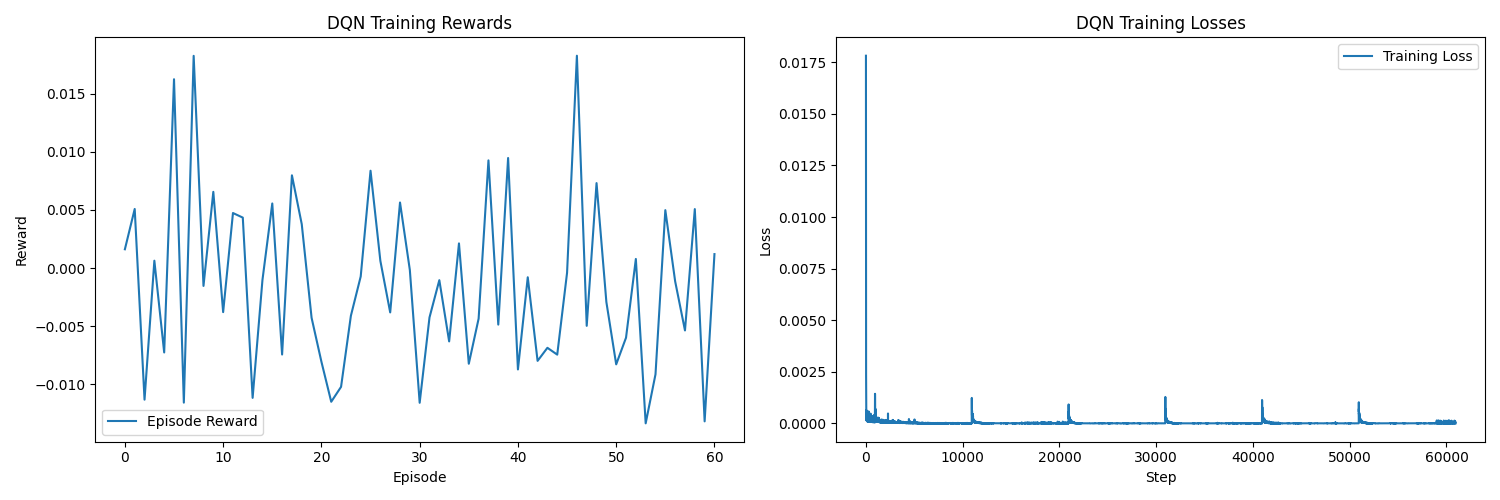 DQN Training Rewards
0.015
0.010
0.005
0.000
−0.005
−0.010
Reward
Episode Reward
0 10 20 30 40 50 60
Episode
DQN Training Losses
Training Loss
0.0175
0.0150
0.0125
0.0100
0.0075
0.0050
0.0025
0.0000
Loss
0 10000 20000 30000 40000 50000 60000
Step